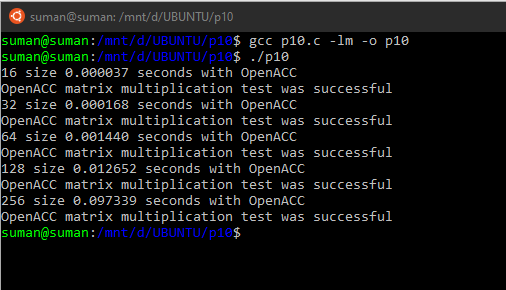 suman@suman: /mnt/d/UBUNTU/p10
suman@suman:/mnt/d/UBUNTU/p10$ gcc p10.c -lm -o p10
suman@suman:/mnt/d/UBUNTU/p10$ ./p10
16 size 0.000037 seconds with OpenACC
OpenACC matrix multiplication test was successful
32 size 0.000168 seconds with OpenACC
OpenACC matrix multiplication test was successful
64 size 0.001440 seconds with OpenACC
OpenACC matrix multiplication test was successful
128 size 0.012652 seconds with OpenACC
OpenACC matrix multiplication test was successful
256 size 0.097339 seconds with OpenACC
OpenACC matrix multiplication test was successful
suman@suman:/mnt/d/UBUNTU/p10$